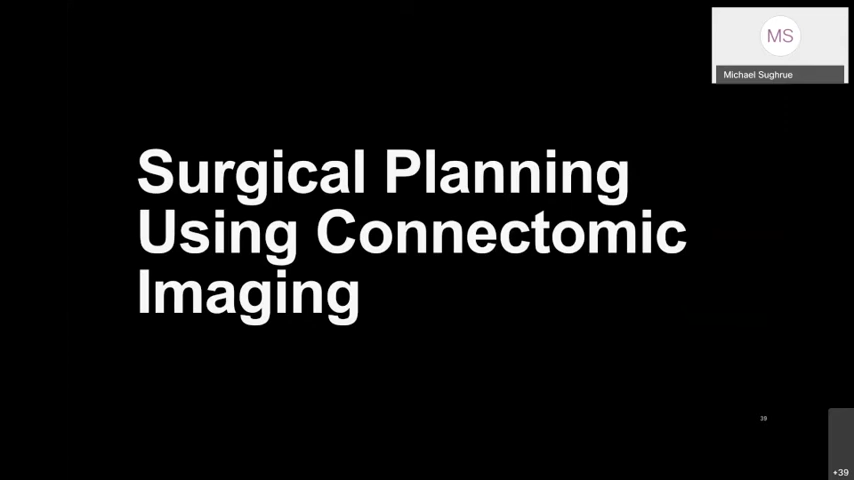 MS
Michael Sughrue
Surgical Planning
Using Connectomic
Imaging
39
+39